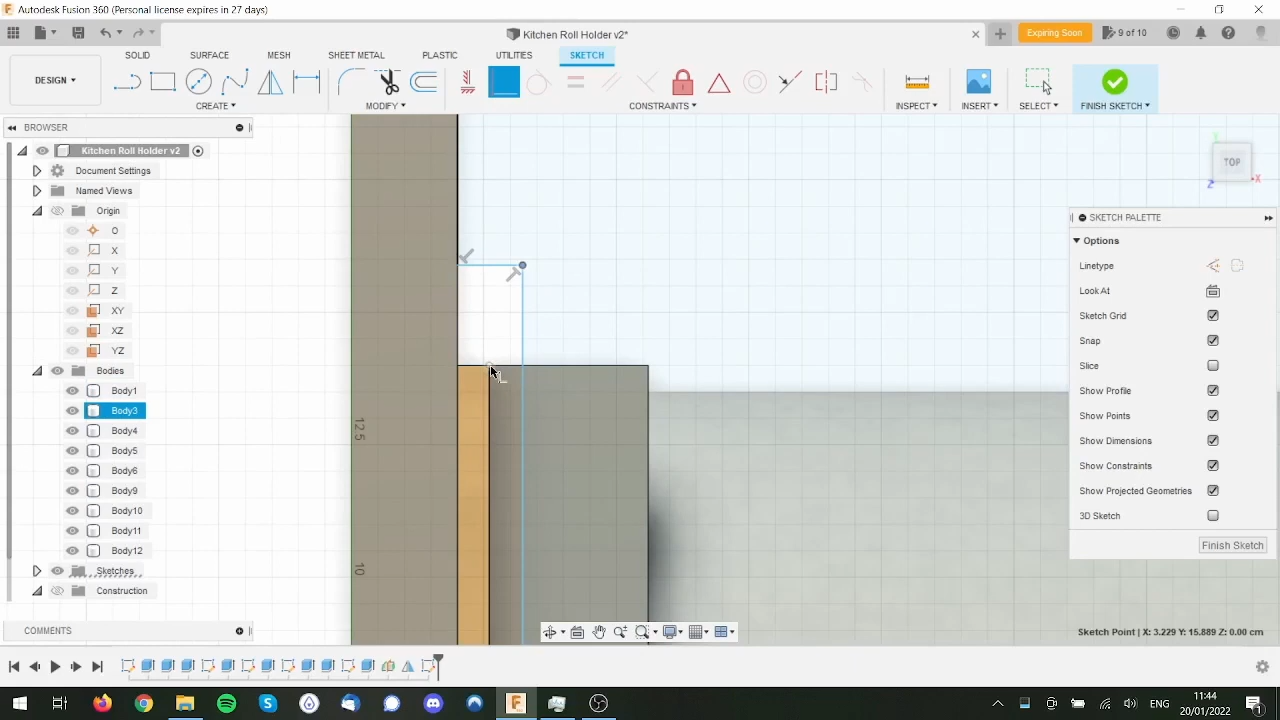 Autodesk Fusion 360 (Personal license expires in 27 days)
Kitchen Roll Holder v2*
Expiring Soon
9 of 10
SOLID
SURFACE
MESH
SHEET METAL
PLASTIC
UTILITIES
SKETCH
DESIGN
CREATE
MODIFY
CONSTRAINTS
INSPECT
INSERT
SELECT
FINISH SKETCH
BROWSER
Kitchen Roll Holder v2
Document Settings
Named Views
Origin
O
X
Y
Z
XY
XZ
YZ
Bodies
Body1
Body3
Body4
Body5
Body6
Body9
Body10
Body11
Body12
Sketches
Construction
12.5
10
TOP
X
Z
SKETCH PALETTE
Options
Linetype
Look At
Sketch Grid
Snap
Slice
Show Profile
Show Points
Show Dimensions
Show Constraints
Show Projected Geometries
3D Sketch
Finish Sketch
COMMENTS
Sketch Point | X: 3.229 Y: 15.889 Z: 0.00 cm
ENG
11:44
20/01/2022